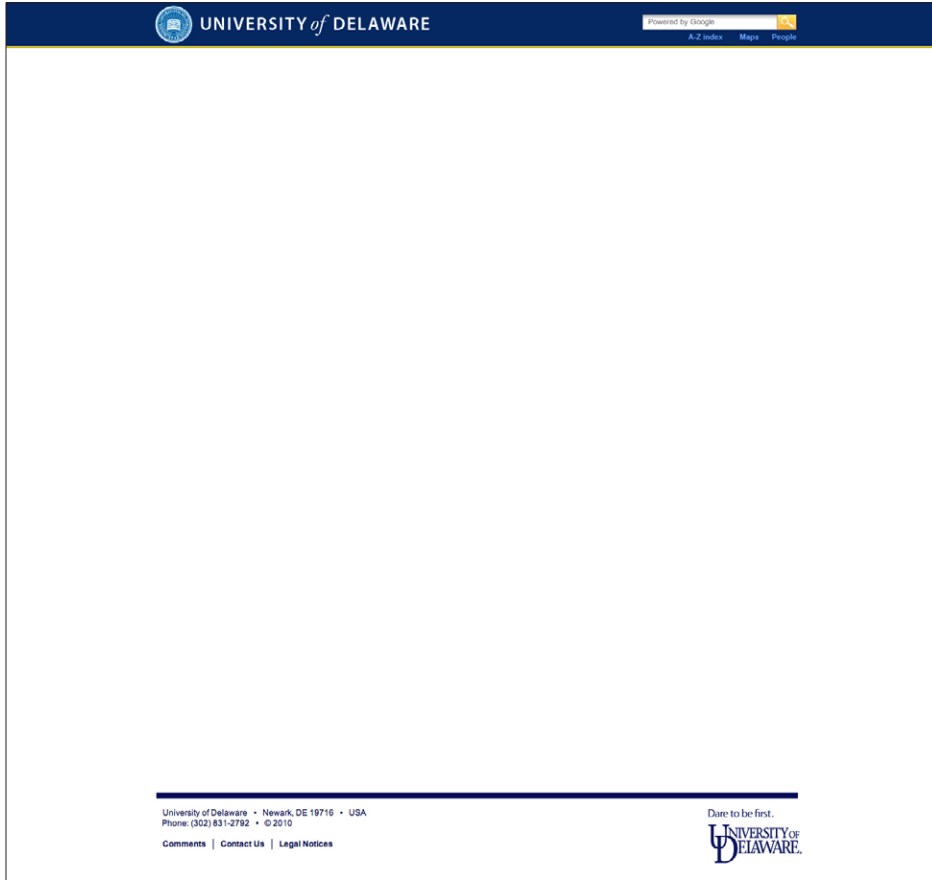 UNIVERSITY of DELAWARE
Powered by Google
A-Z index Maps People
University of Delaware • Newark, DE 19716 • USA
Phone: (302) 831-2792 • © 2010
Comments | Contact Us | Legal Notices
Dare to be first.
UNIVERSITY OF
DELAWARE.